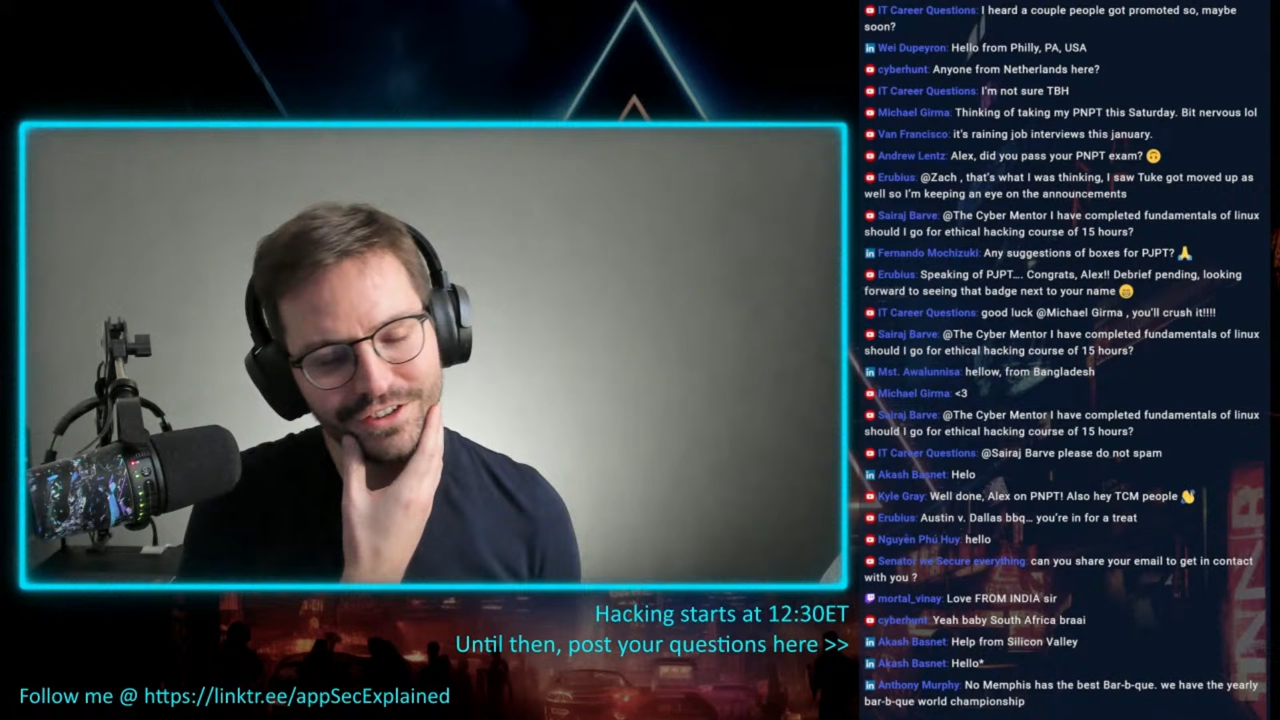 IT Career Questions: I heard a couple people got promoted so, maybe
soon?
Wei Dupeyron: Hello from Philly, PA, USA
cyberhunt: Anyone from Netherlands here?
IT Career Questions: I'm not sure TBH
Michael Girma: Thinking of taking my PNPT this Saturday. Bit nervous lol
Van Francisco: it's raining job interviews this january.
Andrew Lentz: Alex, did you pass your PNPT exam? 🙃
Erubius: @Zach , that's what I was thinking, I saw Tuke got moved up as
well so I'm keeping an eye on the announcements
Sairaj Barve: @The Cyber Mentor I have completed fundamentals of linux
should I go for ethical hacking course of 15 hours?
Fernando Mochizuki: Any suggestions of boxes for PJPT? 🙏
Erubius: Speaking of PJPT.... Congrats, Alex!! Debrief pending, looking
forward to seeing that badge next to your name 😁
IT Career Questions: good luck @Michael Girma , you'll crush it!!!!
Sairaj Barve: @The Cyber Mentor I have completed fundamentals of linux
should I go for ethical hacking course of 15 hours?
Mst. Awalunnisa: hellow, from Bangladesh
Michael Girma: <3
Sairaj Barve: @The Cyber Mentor I have completed fundamentals of linux
should I go for ethical hacking course of 15 hours?
IT Career Questions: @Sairaj Barve please do not spam
Akash Basnet: Helo
Kyle Gray: Well done, Alex on PNPT! Also hey TCM people 👋
Erubius: Austin v. Dallas bbq… you're in for a treat
Nguyên Phú Huy: hello
Senator we Secure everything: can you share your email to get in contact
with you ?
mortal_vinay: Love FROM INDIA sir
cyberhunt: Yeah baby South Africa braai
Akash Basnet: Help from Silicon Valley
Akash Basnet: Hello*
Anthony Murphy: No Memphis has the best Bar-b-que. we have the yearly
bar-b-que world championship
Hacking starts at 12:30ET
Until then, post your questions here >>
Follow me @ https://linktr.ee/appSecExplained